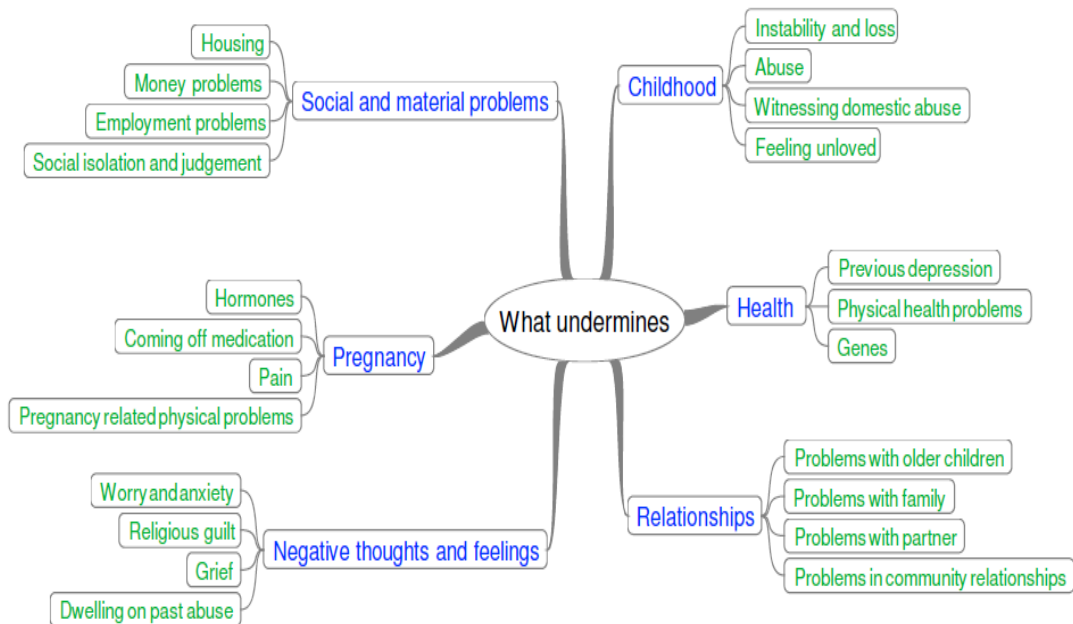 What undermines
Social and material problems
Housing
Money problems
Employment problems
Social isolation and judgement
Pregnancy
Hormones
Coming off medication
Pain
Pregnancy related physical problems
Negative thoughts and feelings
Worry and anxiety
Religious guilt
Grief
Dwelling on past abuse
Childhood
Instability and loss
Abuse
Witnessing domestic abuse
Feeling unloved
Health
Previous depression
Physical health problems
Genes
Relationships
Problems with older children
Problems with family
Problems with partner
Problems in community relationships